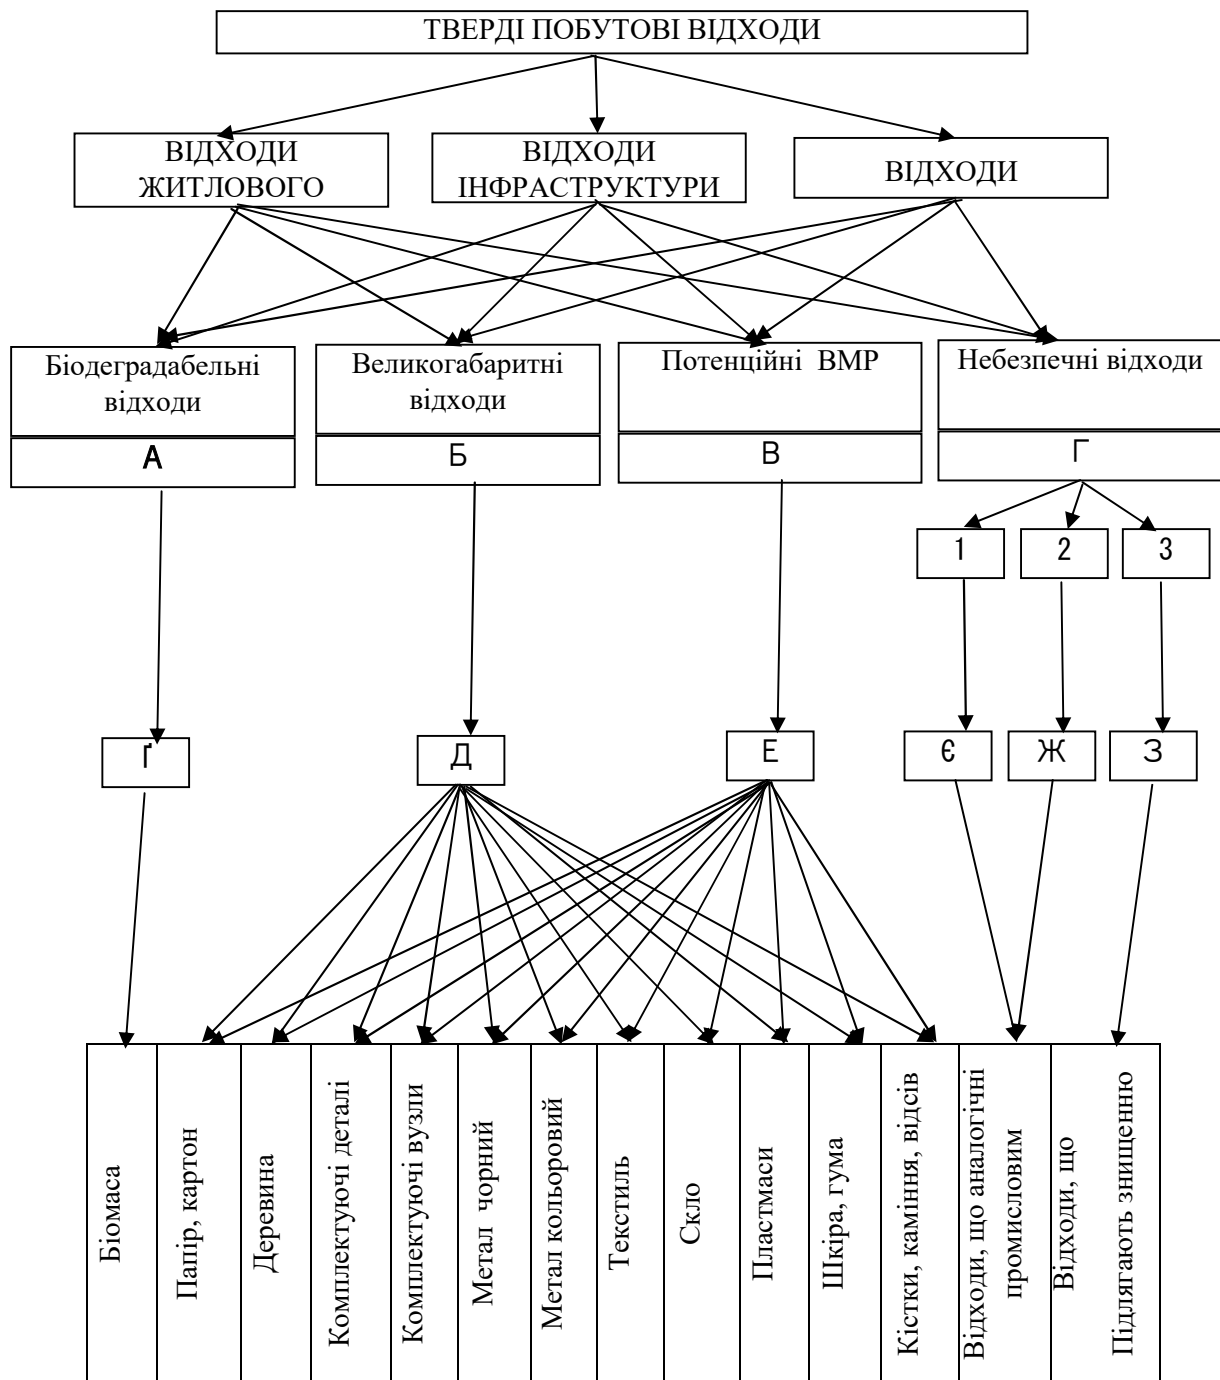 ТВЕРДІ ПОБУТОВІ ВІДХОДИ
ВІДХОДИ
ЖИТЛОВОГО
ВІДХОДИ
ІНФРАСТРУКТУРИ
ВІДХОДИ
Біодеградабельні
відходи
А
Великогабаритні
відходи
Б
Потенційні ВМР
В
Небезпечні відходи
Г
1
2
3
Ґ
Д
Е
Є
Ж
З
Біомаса
Папір, картон
Деревина
Комплектуючі деталі
Комплектуючі вузли
Метал чорний
Метал кольоровий
Текстиль
Скло
Пластмаси
Шкіра, гума
Кістки, каміння, відсів
Відходи, що аналогічні
промисловим
Відходи, що
Підлягають знищенню